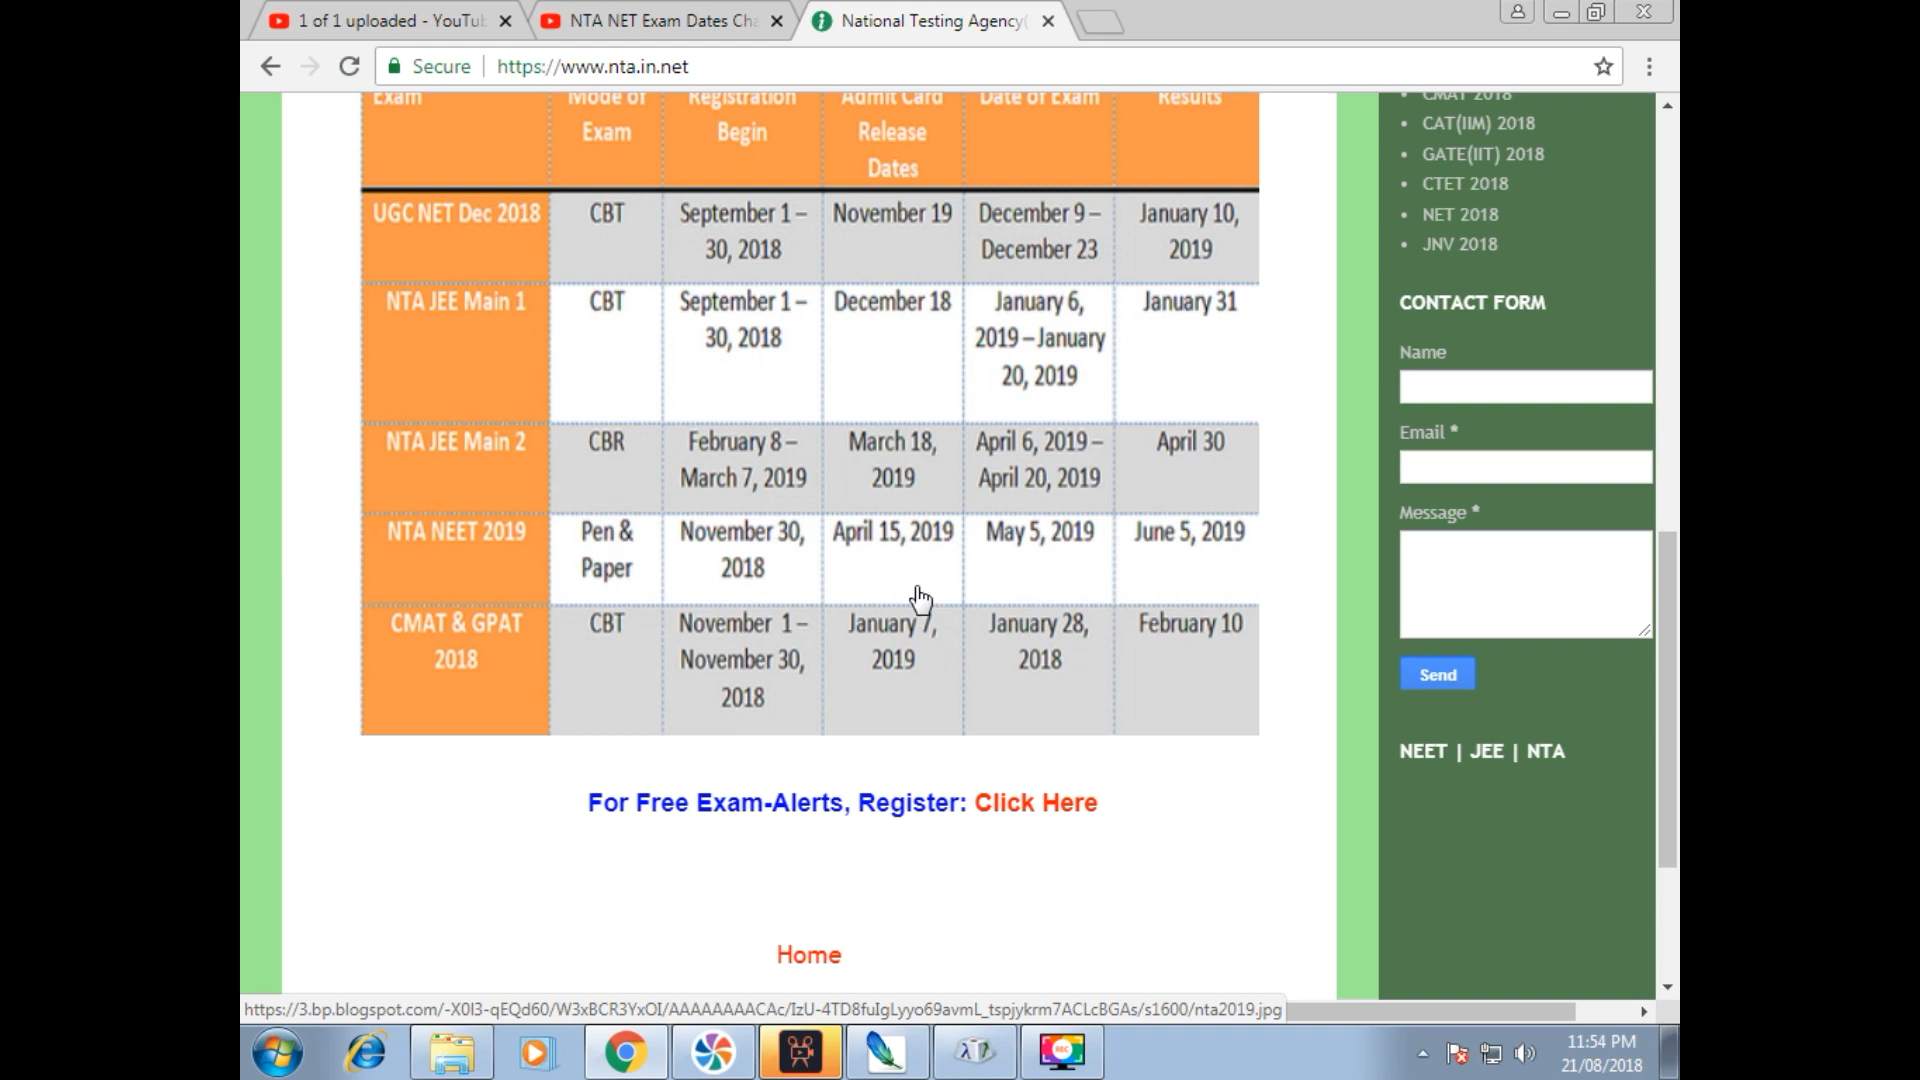 1 of 1 uploaded - YouTu
NTA NET Exam Dates Cha
National Testing Agency(
Secure
https://www.nta.in.net
Exam
Mode of
Exam
Registration
Begin
Admit Card
Release
Dates
Date of Exam
Results
UGC NET Dec 2018
CBT
September 1 –
30, 2018
November 19
December 9 –
December 23
January 10,
2019
NTA JEE Main 1
CBT
September 1 –
30, 2018
December 18
January 6,
2019 – January
20, 2019
January 31
NTA JEE Main 2
CBR
February 8 –
March 7, 2019
March 18,
2019
April 6, 2019 –
April 20, 2019
April 30
NTA NEET 2019
Pen &
Paper
November 30,
2018
April 15, 2019
May 5, 2019
June 5, 2019
CMAT & GPAT
2018
CBT
November 1 –
November 30,
2018
January 7,
2019
January 28,
2018
February 10
For Free Exam-Alerts, Register: Click Here
Home
CMAT 2018
CAT(IIM) 2018
GATE(IIT) 2018
CTET 2018
NET 2018
JNV 2018
CONTACT FORM
Name
Email *
Message *
Send
NEET | JEE | NTA
https://3.bp.blogspot.com/-X0I3-qEQd60/W3xBCR3YxOI/AAAAAAAACAc/IzU-4TD8fuIgLyyo69avmL_tspjykrm7ACLcBGAs/s1600/nta2019.jpg
REC
11:54 PM
21/08/2018